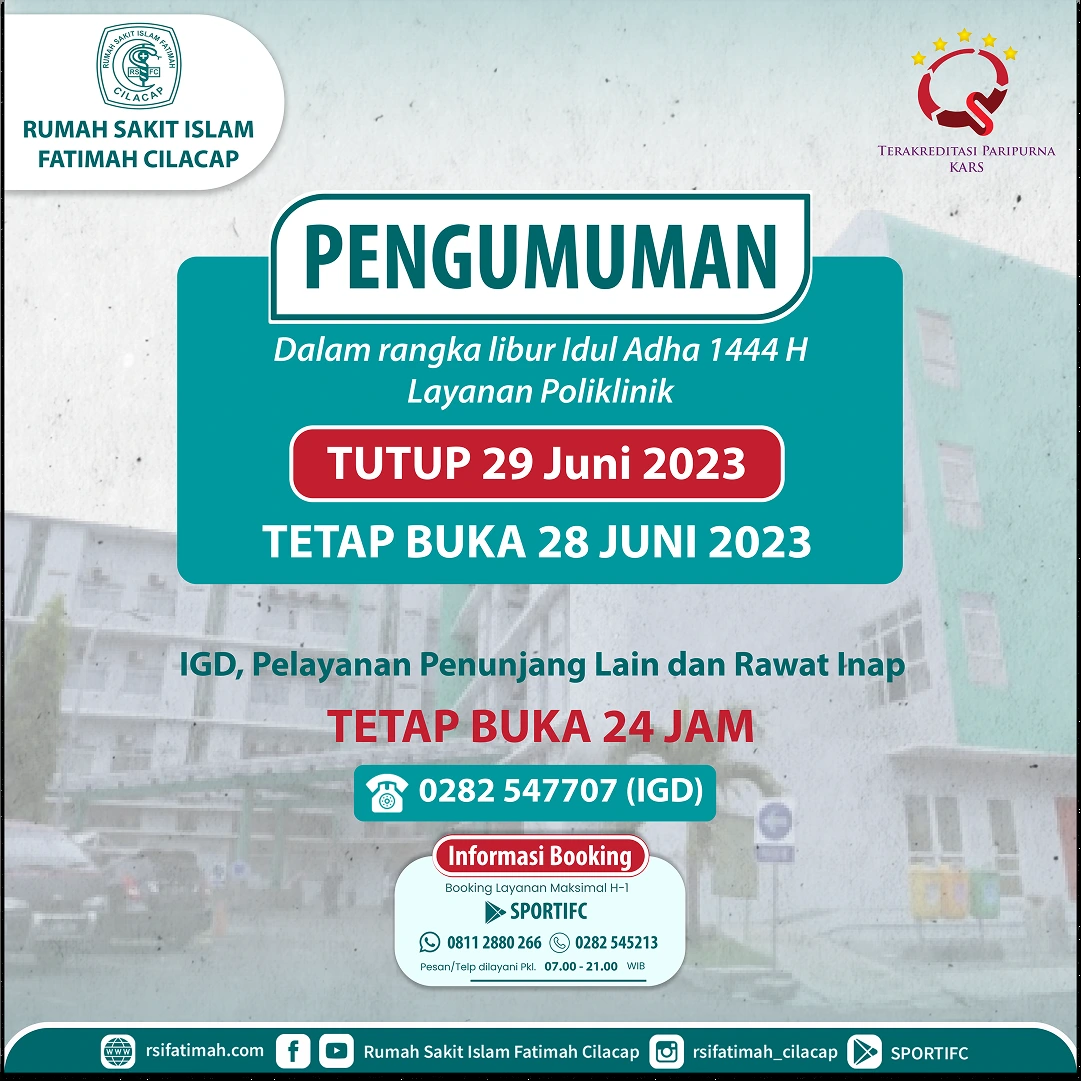 RUMAH SAKIT ISLAM FATIMAH
RS FC
CILACAP
RUMAH SAKIT ISLAM
FATIMAH CILACAP
TERAKREDITASI PARIPURNA
KARS
PENGUMUMAN
Dalam rangka libur Idul Adha 1444 H
Layanan Poliklinik
TUTUP 29 Juni 2023
TETAP BUKA 28 JUNI 2023
IGD, Pelayanan Penunjang Lain dan Rawat Inap
TETAP BUKA 24 JAM
0282 547707 (IGD)
Informasi Booking
Booking Layanan Maksimal H-1
SPORTIFC
0811 2880 266 0282 545213
Pesan/Telp dilayani Pkl. 07.00 - 21.00 WIB
www rsifatimah.com Rumah Sakit Islam Fatimah Cilacap rsifatimah_cilacap SPORTIFC